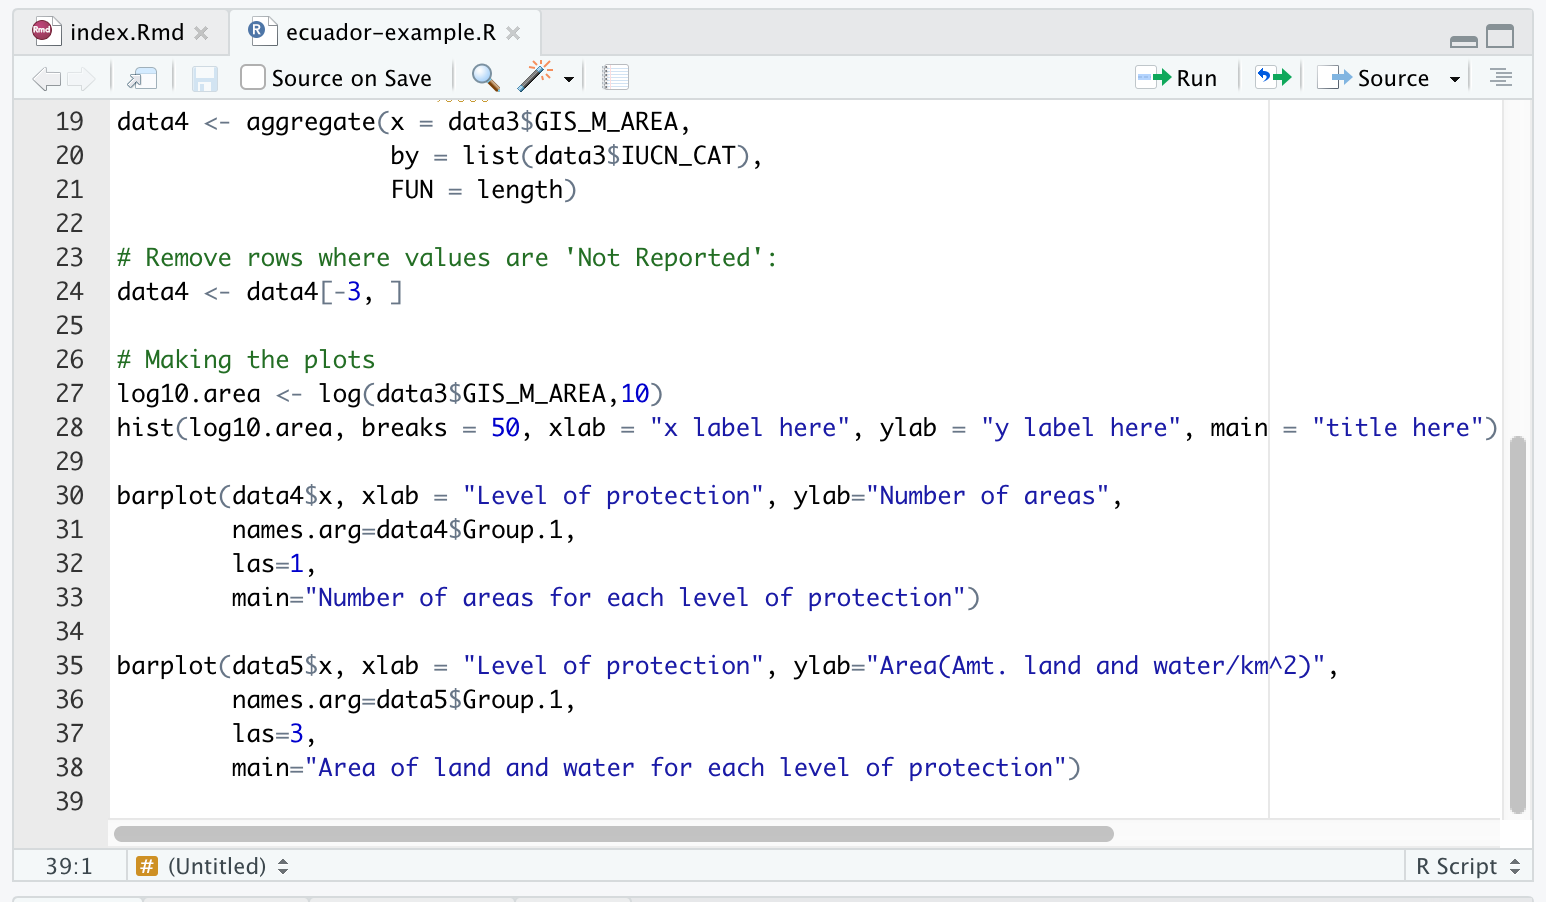 index.Rmd ecuador-example.R
Source on Save Run Source
19 data4 <- aggregate(x = data3$GIS_M_AREA,
20 by = list(data3$IUCN_CAT),
21 FUN = length)
22
23 # Remove rows where values are 'Not Reported':
24 data4 <- data4[-3, ]
25
26 # Making the plots
27 log10.area <- log(data3$GIS_M_AREA,10)
28 hist(log10.area, breaks = 50, xlab = "x label here", ylab = "y label here", main = "title here")
29
30 barplot(data4$x, xlab = "Level of protection", ylab="Number of areas",
31 names.arg=data4$Group.1,
32 las=1,
33 main="Number of areas for each level of protection")
34
35 barplot(data5$x, xlab = "Level of protection", ylab="Area(Amt. land and water/km^2)",
36 names.arg=data5$Group.1,
37 las=3,
38 main="Area of land and water for each level of protection")
39
39:1 # (Untitled) R Script